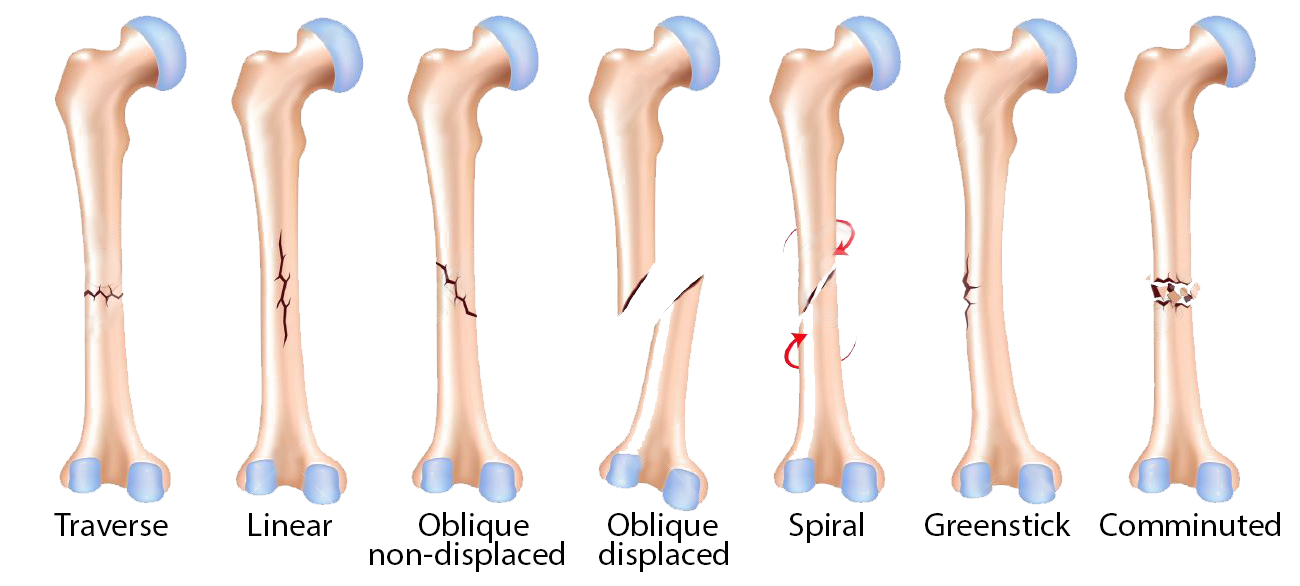 Traverse
Linear
Oblique
non-displaced
Oblique
displaced
Spiral
Greenstick
Comminuted